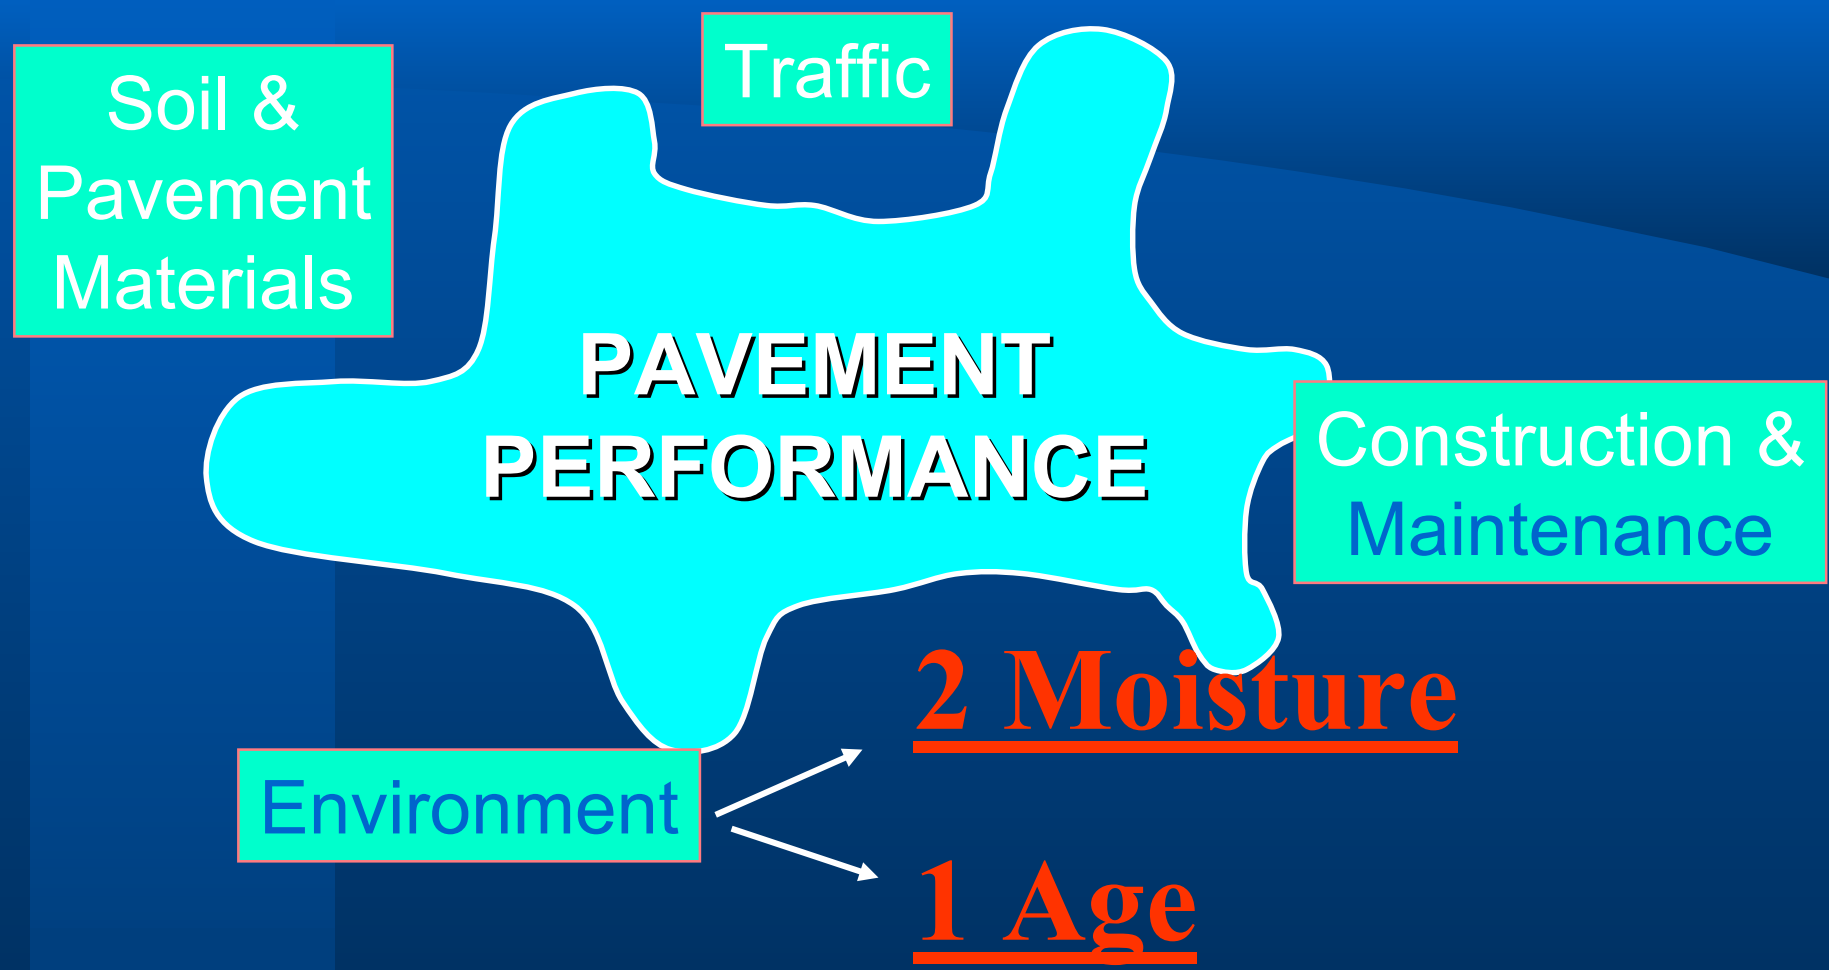 Traffic
Soil &
Pavement
Materials
PAVEMENT
PERFORMANCE
Construction &
Maintenance
2 Moisture
Environment
1 Age